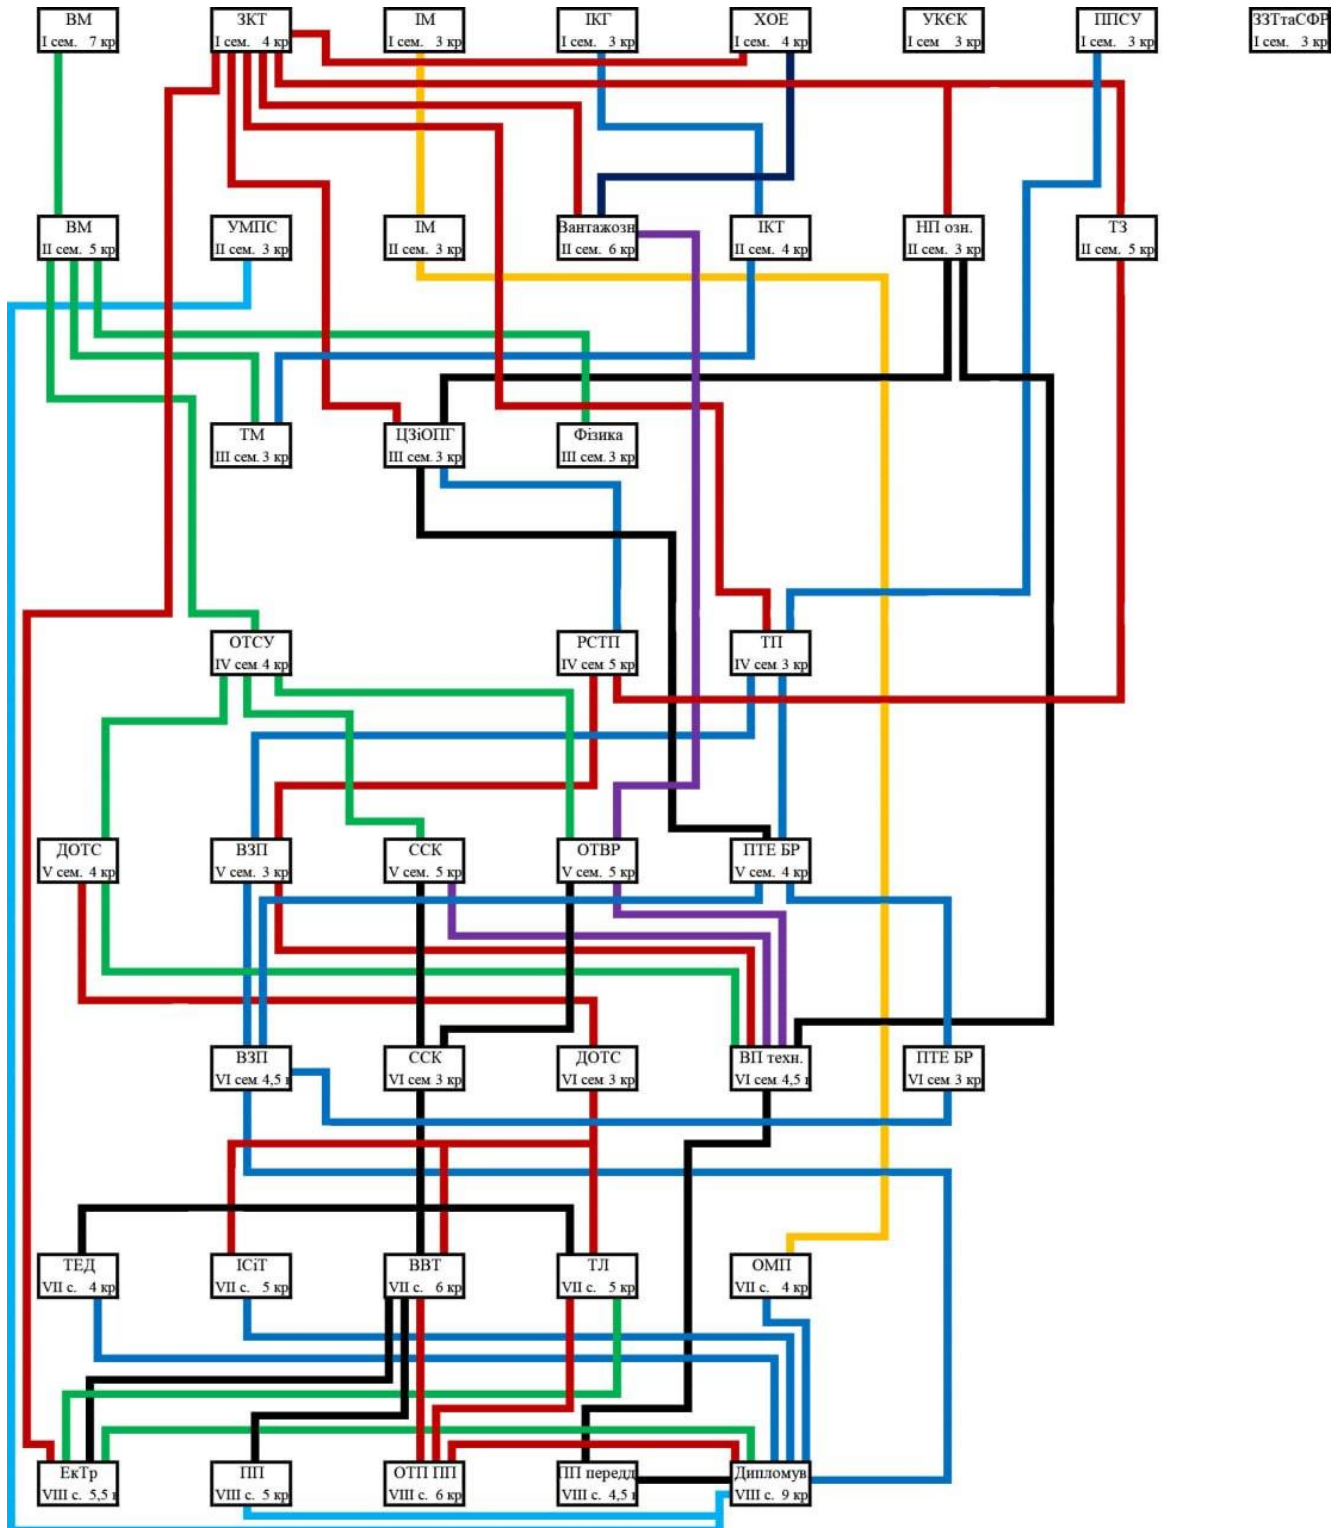 ВМ
І сем. 7 кр
ЗКТ
І сем. 4 кр
ІМ
І сем. 3 кр
ІКГ
І сем. 3 кр
ХОЕ
І сем. 4 кр
УКЄК
І сем 3 кр
ППСУ
І сем. 3 кр
ЗЗТтаСФР
І сем. 3 кр
ВМ
ІІ сем. 5 кр
УМПС
ІІ сем. 3 кр
ІМ
ІІ сем. 3 кр
Вантажозн
ІІ сем. 6 кр
ІКТ
ІІ сем. 4 кр
НП озн.
ІІ сем. 3 кр
ТЗ
ІІ сем. 5 кр
ТМ
ІІІ сем. 3 кр
ЦЗіОПГ
ІІІ сем. 3 кр
Фізика
ІІІ сем. 3 кр
ОТСУ
IV сем 4 кр
РСТП
IV сем 5 кр
ТП
IV сем 3 кр
ДОТС
V сем. 4 кр
ВЗП
V сем. 3 кр
ССК
V сем. 5 кр
ОТВР
V сем. 5 кр
ПТЕ БР
V сем. 4 кр
ВЗП
VI сем 4,5
ССК
VI сем 3 кр
ДОТС
VI сем 3 кр
ВП техн.
VI сем 4,5
ПТЕ БР
VI сем 3 кр
ТЕД
VII с. 4 кр
ІСіТ
VII с. 5 кр
ВВТ
VII с. 6 кр
ТЛ
VII с. 5 кр
ОМП
VII с. 4 кр
ЕкТр
VIII с. 5,5
ПП
VIII с. 5 кр
ОТП ПП
VIII с. 6 кр
ПП передд
VIII с. 4,5
Дипломув
VIII с. 9 кр